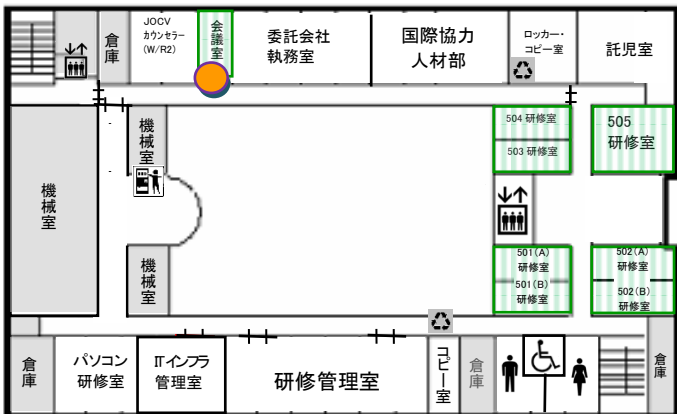 倉庫
JOCV
カウンセラー
(W/R2)
会議室
委託会社
執務室
国際協力
人材部
ロッカー・
コピー室
託児室
機械室
機械室
504 研修室
503 研修室
505
研修室
機械室
501(A)
研修室
501(B)
研修室
502(A)
研修室
502(B)
研修室
倉庫
パソコン
研修室
ITインフラ
管理室
研修管理室
コピー室
倉庫
倉庫